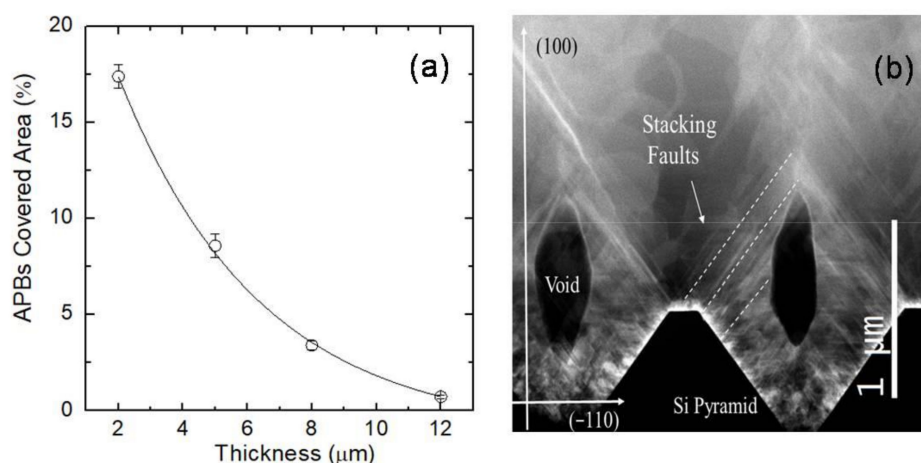 20
15
10
5
0
APBs Covered Area (%)
(a)
2 4 6 8 10 12
Thickness (μm)
(100)
(b)
Stacking
Faults
Void
Si Pyramid
(−110)
1 μm